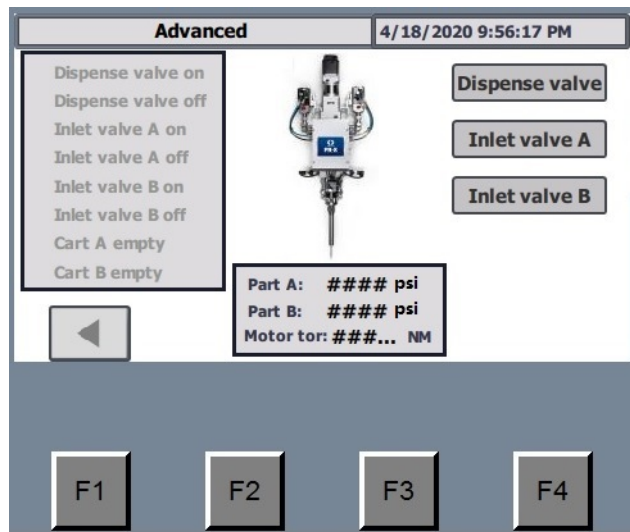 Advanced
4/18/2020 9:56:17 PM
Dispense valve on
Dispense valve off
Inlet valve A on
Inlet valve A off
Inlet valve B on
Inlet valve B off
Cart A empty
Cart B empty
Dispense valve
Inlet valve A
Inlet valve B
Part A: #### psi
Part B: #### psi
Motor tor: ###... NM
F1 F2 F3 F4